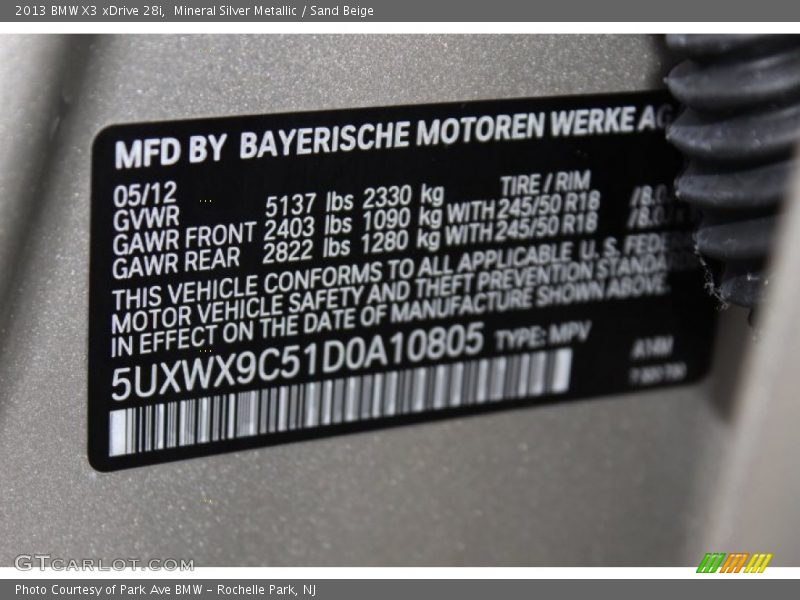 2013 BMW X3 xDrive 28i, Mineral Silver Metallic / Sand Beige
MFD BY BAYERISCHE MOTOREN WERKE AG
05/12 TIRE / RIM
GVWR 5137 lbs 2330 kg
GAWR FRONT 2403 lbs 1090 kg WITH 245/50 R18 /8.0
GAWR REAR 2822 lbs 1280 kg WITH 245/50 R18 /8.0
THIS VEHICLE CONFORMS TO ALL APPLICABLE U. S.
MOTOR VEHICLE SAFETY AND THEFT PREVENTION
IN EFFECT ON THE DATE OF MANUFACTURE SHOWN ABOVE.
5UXWX9C51D0A10805 TYPE: MPV
GTCARLOT.COM
Photo Courtesy of Park Ave BMW - Rochelle Park, NJ